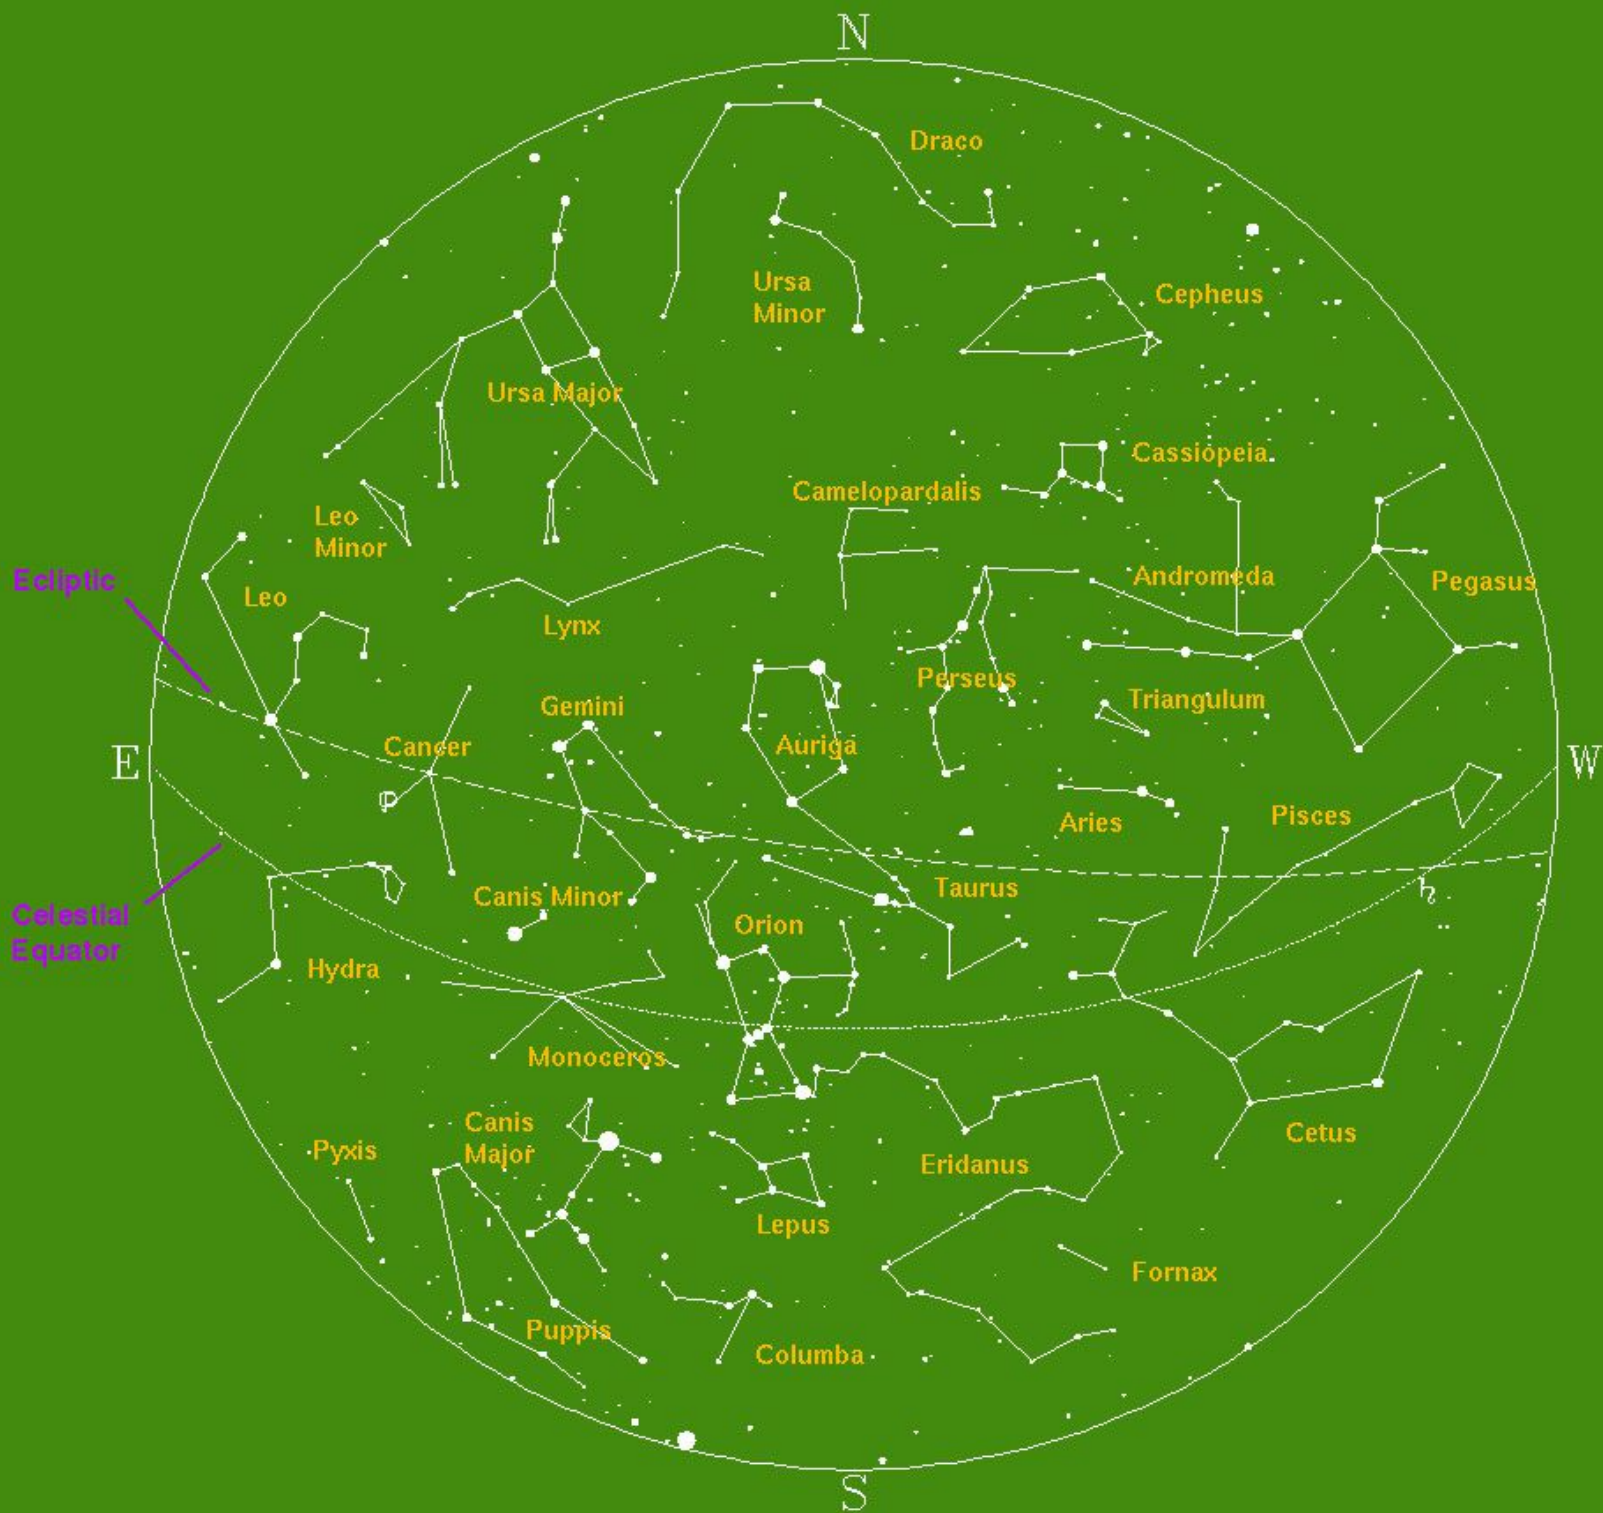 N
Draco
Ursa
Minor
Cepheus
Ursa Major
Cassiopeia
Camelopardalis
Leo
Minor
Ecliptic
Leo
Lynx
Andromeda
Pegasus
Perseus
Triangulum
Gemini
Cancer
Auriga
E
W
Aries
Pisces
Canis Minor
Taurus
Orion
Celestial
Equator
Hydra
Monoceros
Canis
Major
Pyxis
Eridanus
Cetus
Lepus
Fornax
Puppis
Columba
S